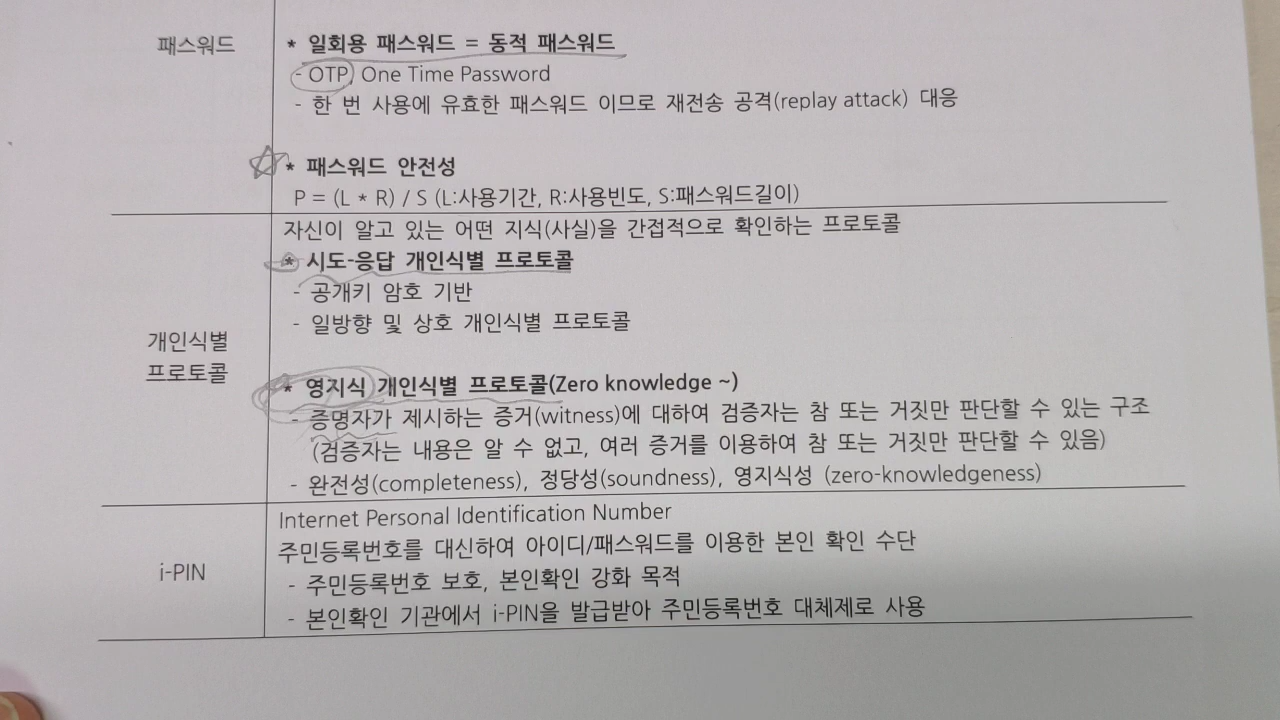 패스워드
* 일회용 패스워드 = 동적 패스워드
- OTP, One Time Password
- 한 번 사용에 유효한 패스워드 이므로 재전송 공격(replay attack) 대응
* 패스워드 안전성
P = (L * R) / S (L:사용기간, R:사용빈도, S:패스워드길이)
개인식별
프로토콜
자신이 알고 있는 어떤 지식(사실)을 간접적으로 확인하는 프로토콜
* 시도-응답 개인식별 프로토콜
- 공개키 암호 기반
- 일방향 및 상호 개인식별 프로토콜
* 영지식 개인식별 프로토콜(Zero knowledge ~)
- 증명자가 제시하는 증거(witness)에 대하여 검증자는 참 또는 거짓만 판단할 수 있는 구조
(검증자는 내용은 알 수 없고, 여러 증거를 이용하여 참 또는 거짓만 판단할 수 있음)
- 완전성(completeness), 정당성(soundness), 영지식성 (zero-knowledgeness)
i-PIN
Internet Personal Identification Number
주민등록번호를 대신하여 아이디/패스워드를 이용한 본인 확인 수단
- 주민등록번호 보호, 본인확인 강화 목적
- 본인확인 기관에서 i-PIN을 발급받아 주민등록번호 대체제로 사용